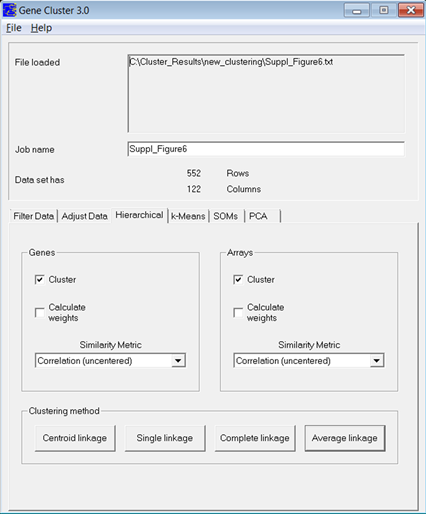 Gene Cluster 3.0
File Help
File loaded
C:\Cluster_Results\new_clustering\Suppl_Figure6.txt
Job name
Suppl_Figure6
Data set has
552 Rows
122 Columns
Filter Data Adjust Data Hierarchical k-Means SOMs PCA
Genes
Cluster
Calculate
weights
Similarity Metric
Correlation (uncentered)
Arrays
Cluster
Calculate
weights
Similarity Metric
Correlation (uncentered)
Clustering method
Centroid linkage Single linkage Complete linkage Average linkage